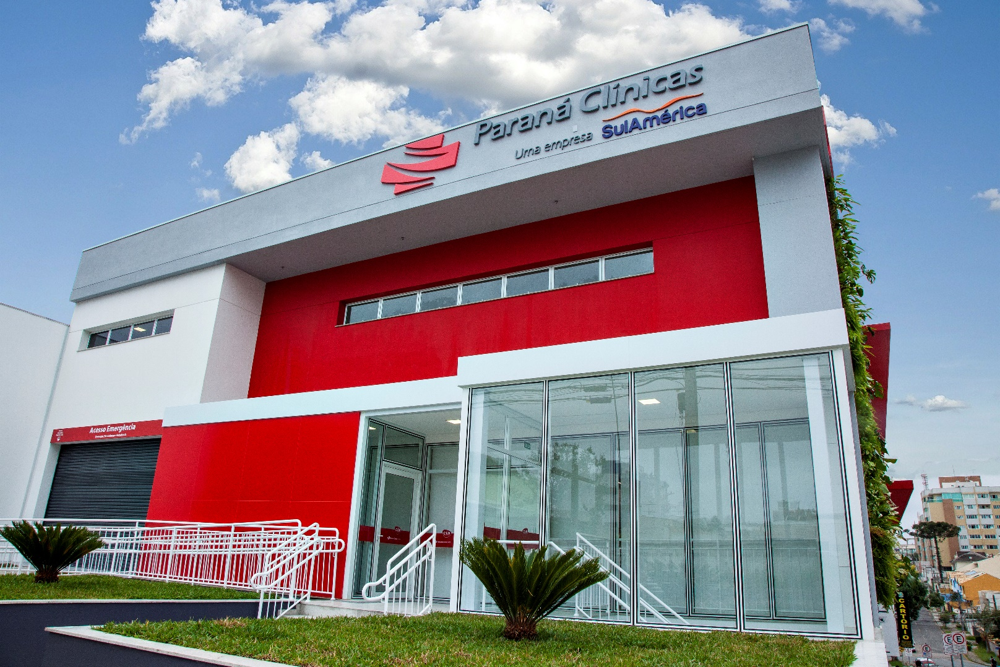 Paraná Clínicas
Uma empresa SulAmérica
Acesso Emergência
CARTÓRIO
E E
E